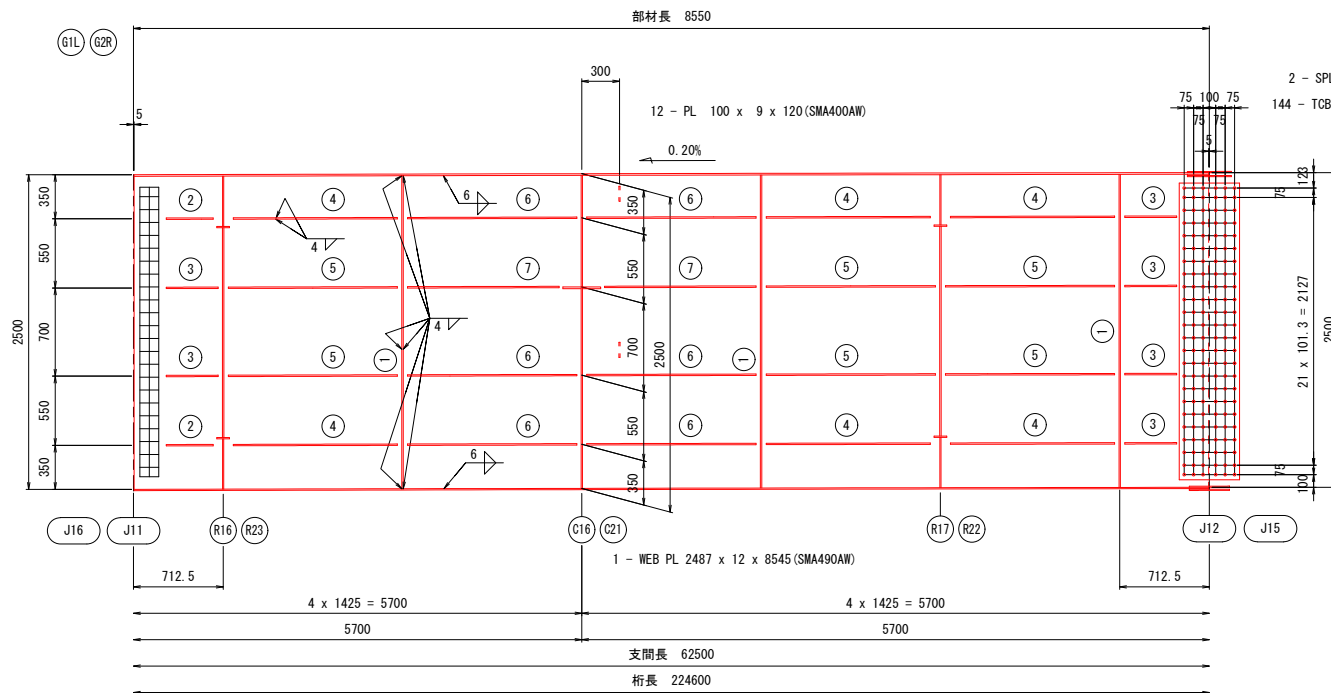 部材長 8550
G1L G2R
300
2 - SPL
12 - PL 100 x 9 x 120(SMA400AW)
75 100 75
144 - TCB
5
75 75
0.20%
5
350
550
700
550
350
2500
2 4 6 6 4 4 3
6
4
350
3 5 7 7 5 5 3
550
4
1
3 5 6 6 5 5 3
700
2500
1
1
2 4 6 6 4 4 3
550
6
350
123
75
21 x 101.3 = 2127
2500
75
100
J16 J11 R16 R23 C16 C21 R17 R22 J12 J15
1 - WEB PL 2487 x 12 x 8545(SMA490AW)
712.5 712.5
4 x 1425 = 5700 4 x 1425 = 5700
5700 5700
支間長 62500
桁長 224600